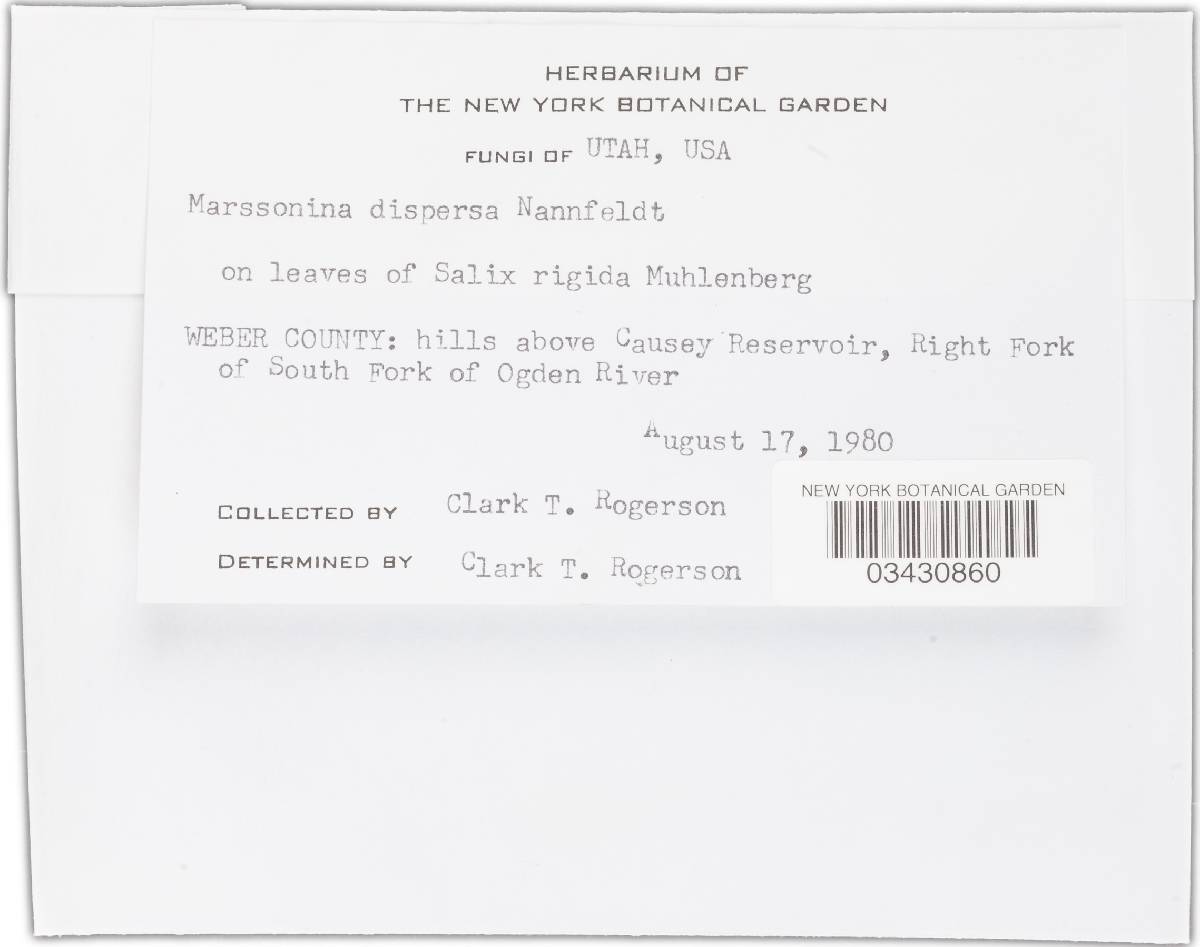 HERBARIUM OF
THE NEW YORK BOTANICAL GARDEN
FUNGI OF UTAH, USA
Marssonina dispersa Nannfeldt
on leaves of Salix rigida Muhlenberg
WEBER COUNTY: hills above Causey Reservoir, Right Fork
of South Fork of Ogden River
August 17, 1980
COLLECTED BY Clark T. Rogerson
DETERMINED BY Clark T. Rogerson
NEW YORK BOTANICAL GARDEN
03430860